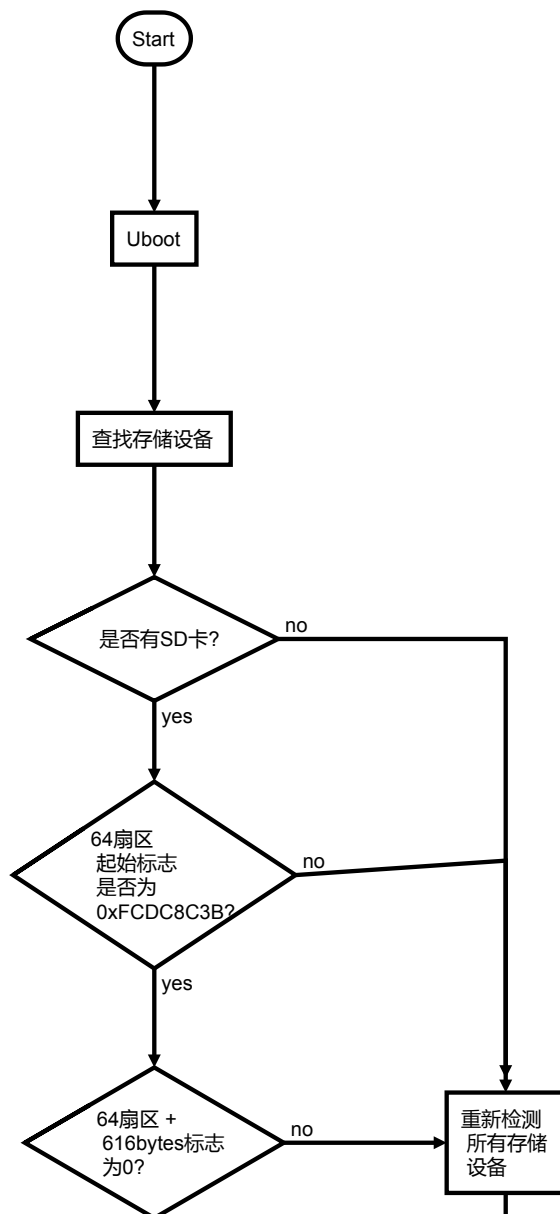 Start
Uboot
查找存储设备
是否有SD卡?
no
yes
64扇区
起始标志
是否为
0xFCDC8C3B?
no
yes
64扇区 +
616bytes标志
为0?
no
重新检测
所有存储
设备